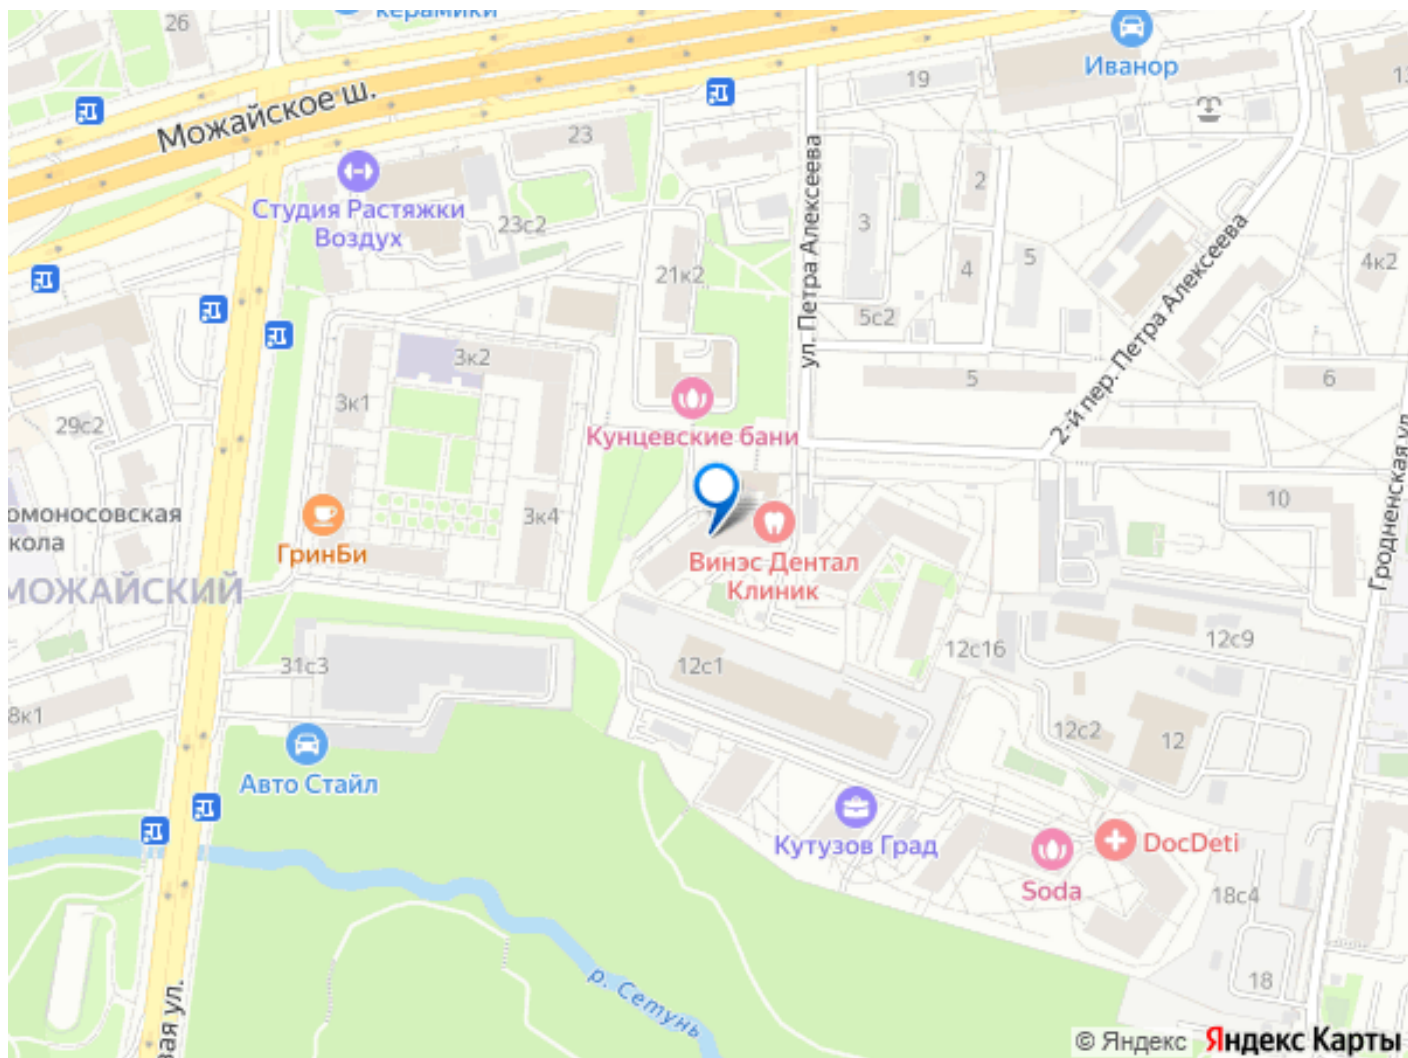 керамики
26
Иванор
19
Можайское ш.
23
ул. Петра Алексеева
2
Студия Растяжки
Воздух
23с2
3
5
4
2-й пер. Петра Алексеева
4к2
21к2
5с2
3к2
5
6
3к1
29с2
Кунцевские бани
Гродненская ул.
10
омоносовская
кола
3к4
ГринБи
Винэс Дентал
Клиник
МОЖАЙСКИЙ
12с9
12с16
31с3
12с1
8к1
12с2
12
Авто Стайл
Кутузов Град
DocDeti
Soda
18с4
р. Сетунь
18
вая ул.
© Яндекс Яндекс Карты